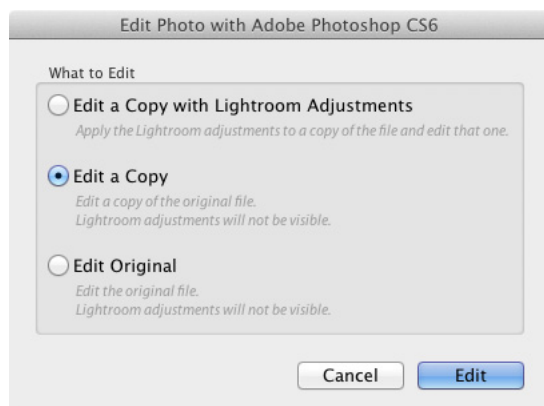 Edit Photo with Adobe Photoshop CS6
What to Edit
Edit a Copy with Lightroom Adjustments
Apply the Lightroom adjustments to a copy of the file and edit that one.
Edit a Copy
Edit a copy of the original file.
Lightroom adjustments will not be visible.
Edit Original
Edit the original file.
Lightroom adjustments will not be visible.
Cancel Edit